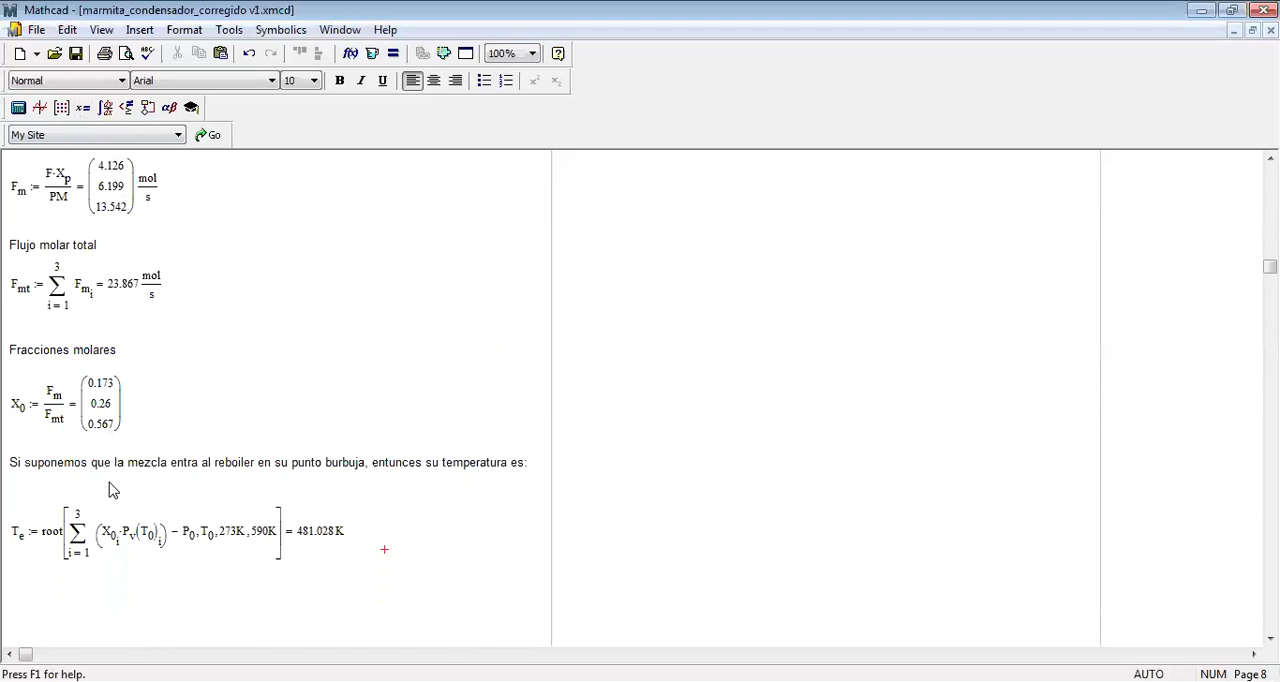 Mathcad - [marmita_condensador_corregido v1.xmcd]
File Edit View Insert Format Tools Symbolics Window Help
100%
Normal Arial 10 B I U
My Site Go
F_m := F·X_p / PM = (4.126 6.199 13.542) mol/s
Flujo molar total
F_mt := ∑_{i = 1}^{3} F_m_i = 23.867 mol/s
Fracciones molares
X_0 := F_m / F_mt = (0.173 0.26 0.567)
Si suponemos que la mezcla entra al reboiler en su punto burbuja, entonces su temperatura es:
T_e := root[∑_{i = 1}^{3} (X_0_i·P_v(T_0)_i) − P_0, T_0, 273K, 590K] = 481.028 K
Press F1 for help. AUTO NUM Page 8